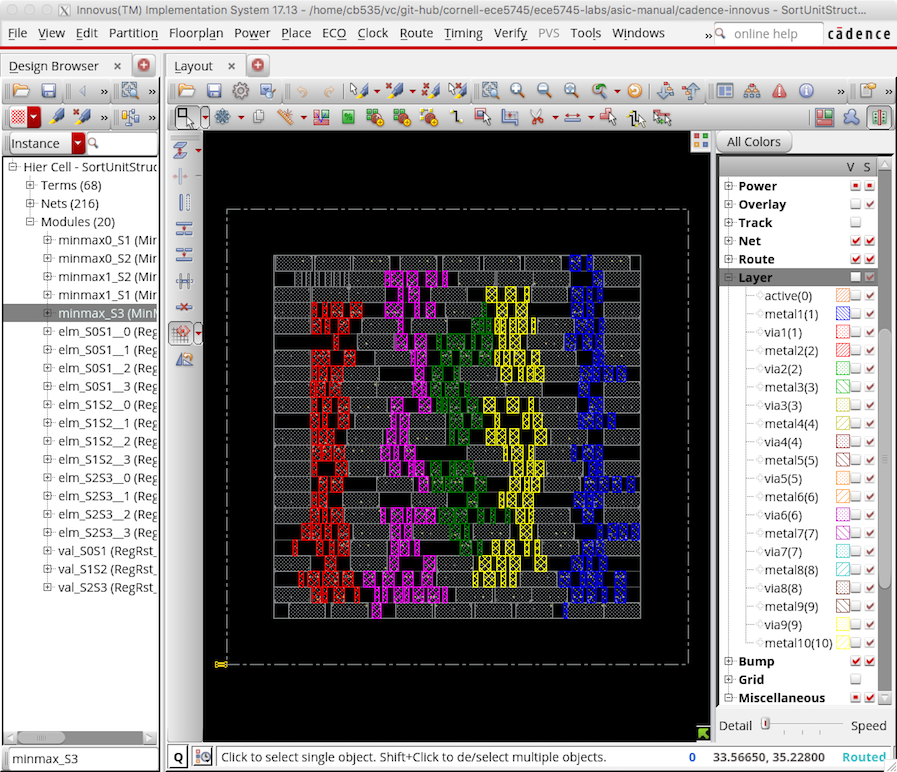 Innovus(TM) Implementation System 17.13 - /home/cb535/vc/git-hub/cornell-ece5745/ece5745-labs/asic-manual/cadence-innovus - SortUnitStruct...
File View Edit Partition Floorplan Power Place ECO Clock Route Timing Verify PVS Tools Windows » online help cādence
Design Browser
Layout
Instance
All Colors
V S
Hier Cell - SortUnitStruc
Terms (68)
Nets (216)
Modules (20)
minmax0_S1 (Mir
minmax0_S2 (Mir
minmax1_S2 (Mir
minmax1_S1 (Mir
minmax_S3 (MinM
elm_S0S1__0 (Reg
elm_S0S1__1 (Reg
elm_S0S1__2 (Reg
elm_S0S1__3 (Reg
elm_S1S2__0 (Reg
elm_S1S2__1 (Reg
elm_S1S2__2 (Reg
elm_S1S2__3 (Reg
elm_S2S3__0 (Reg
elm_S2S3__1 (Reg
elm_S2S3__2 (Reg
elm_S2S3__3 (Reg
val_S0S1 (RegRst_
val_S1S2 (RegRst_
val_S2S3 (RegRst_
Power
Overlay
Track
Net
Route
Layer
active(0)
metal1(1)
via1(1)
metal2(2)
via2(2)
metal3(3)
via3(3)
metal4(4)
via4(4)
metal5(5)
via5(5)
metal6(6)
via6(6)
metal7(7)
via7(7)
metal8(8)
via8(8)
metal9(9)
via9(9)
metal10(10)
Bump
Grid
Miscellaneous
Detail Speed
minmax_S3
Q Click to select single object. Shift+Click to de/select multiple objects. 0 33.56650, 35.22800 Routed